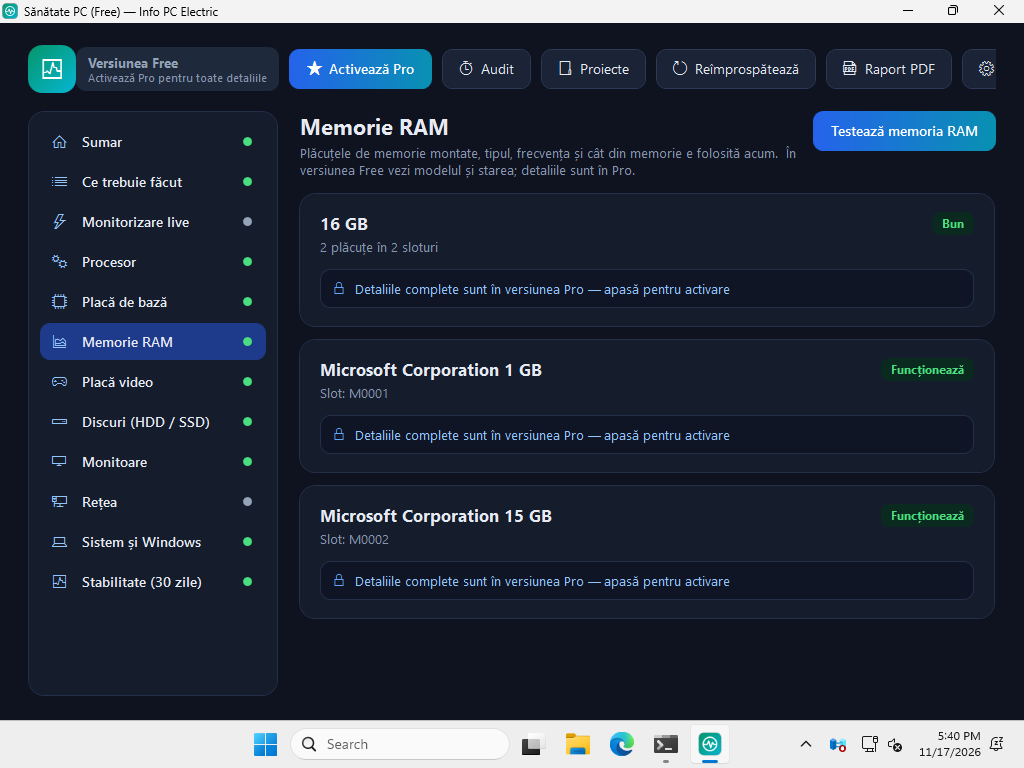 Sănătate PC (Free) — Info PC Electric
Versiunea Free
Activează Pro pentru toate detaliile
Activează Pro
Audit
Proiecte
Reîmprospătează
Raport PDF
Sumar
Ce trebuie făcut
Monitorizare live
Procesor
Placă de bază
Memorie RAM
Placă video
Discuri (HDD / SSD)
Monitoare
Rețea
Sistem și Windows
Stabilitate (30 zile)
Memorie RAM
Plăcuțele de memorie montate, tipul, frecvența și cât din memorie e folosită acum. În
versiunea Free vezi modelul și starea; detaliile sunt în Pro.
Testează memoria RAM
16 GB
Bun
2 plăcuțe în 2 sloturi
Detaliile complete sunt în versiunea Pro — apasă pentru activare
Microsoft Corporation 1 GB
Funcționează
Slot: M0001
Detaliile complete sunt în versiunea Pro — apasă pentru activare
Microsoft Corporation 15 GB
Funcționează
Slot: M0002
Detaliile complete sunt în versiunea Pro — apasă pentru activare
Search
5:40 PM
11/17/2026